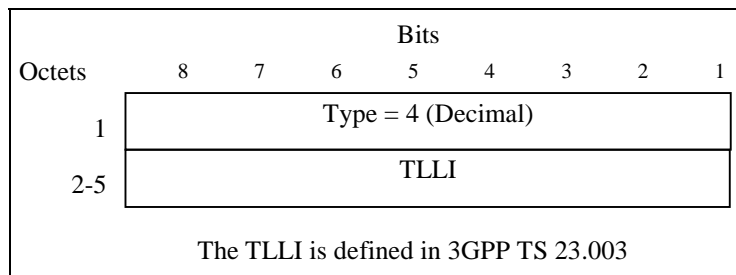 Bits
Octets 8 7 6 5 4 3 2 1
1 Type = 4 (Decimal)
2-5 TLLI
The TLLI is defined in 3GPP TS 23.003